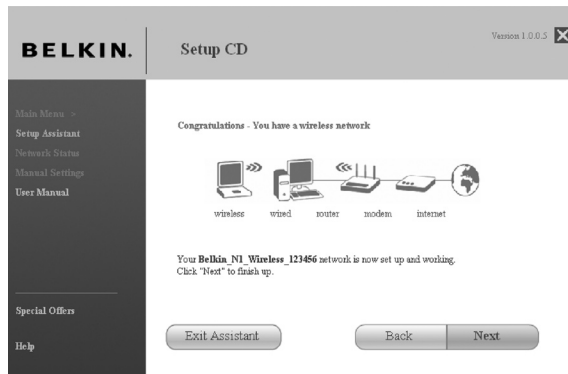 BELKIN.
Setup CD
Version 1.0.0.5
Main Menu >
Setup Assistant
Network Status
Manual Settings
User Manual
Special Offers
Help
Congratulations - You have a wireless network
wireless wired router modem internet
Your Belkin_N1_Wireless_123456 network is now set up and working.
Click "Next" to finish up.
Exit Assistant
Back
Next